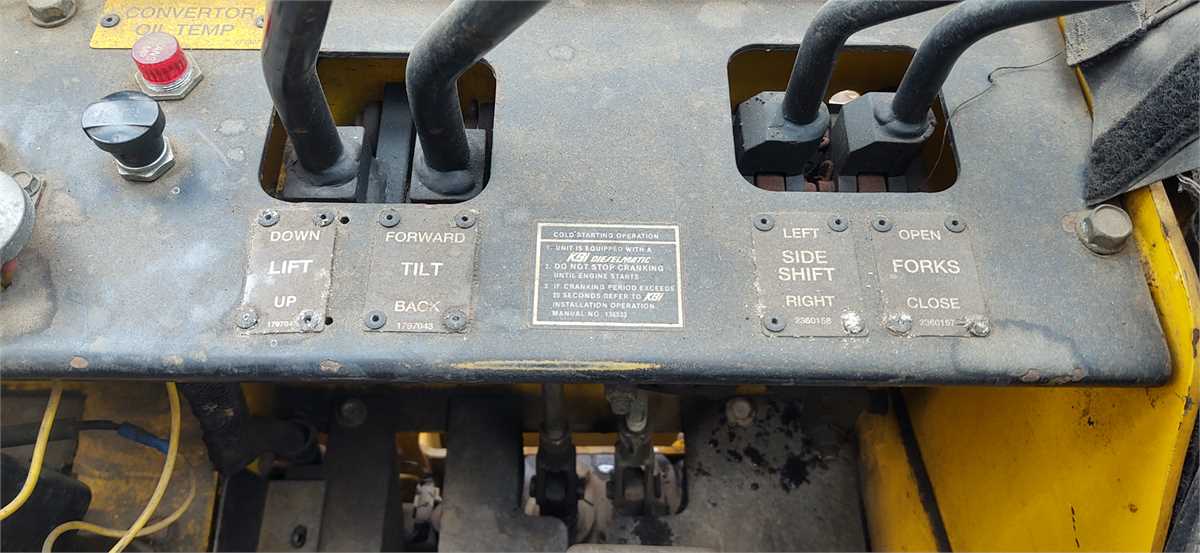 CONVERTOR
OIL TEMP
DOWN
LIFT
UP
179704
FORWARD
TILT
BACK
1797043
COLD STARTING OPERATION
1. UNIT IS EQUIPPED WITH A
KBI DIESELMATIC
2. DO NOT STOP CRANKING
UNTIL ENGINE STARTS
3. IF CRANKING PERIOD EXCEEDS
SECONDS REFER TO KBI
INSTALLATION OPERATION
MANUAL NO.
LEFT
SIDE
SHIFT
RIGHT
2360158
OPEN
FORKS
CLOSE
2360157